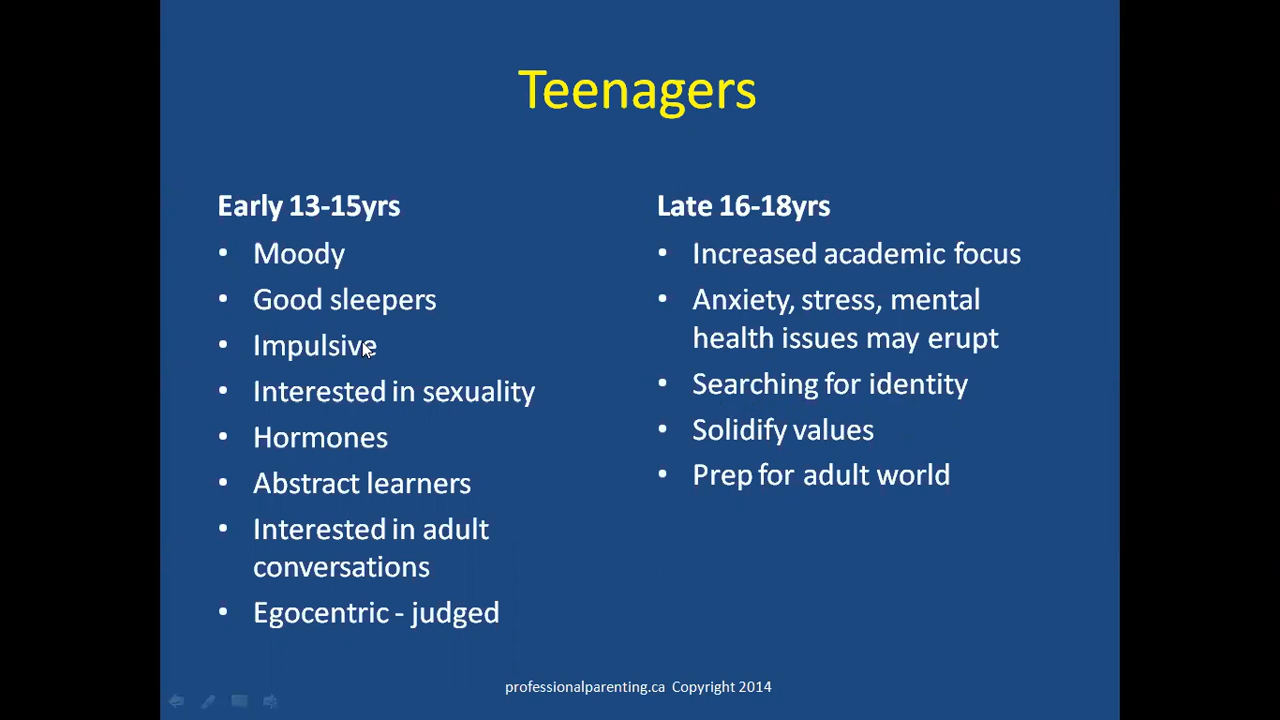 Teenagers
Early 13-15yrs
• Moody
• Good sleepers
• Impulsive
• Interested in sexuality
• Hormones
• Abstract learners
• Interested in adult
conversations
• Egocentric - judged
Late 16-18yrs
• Increased academic focus
• Anxiety, stress, mental
health issues may erupt
• Searching for identity
• Solidify values
• Prep for adult world
professionalparenting.ca Copyright 2014